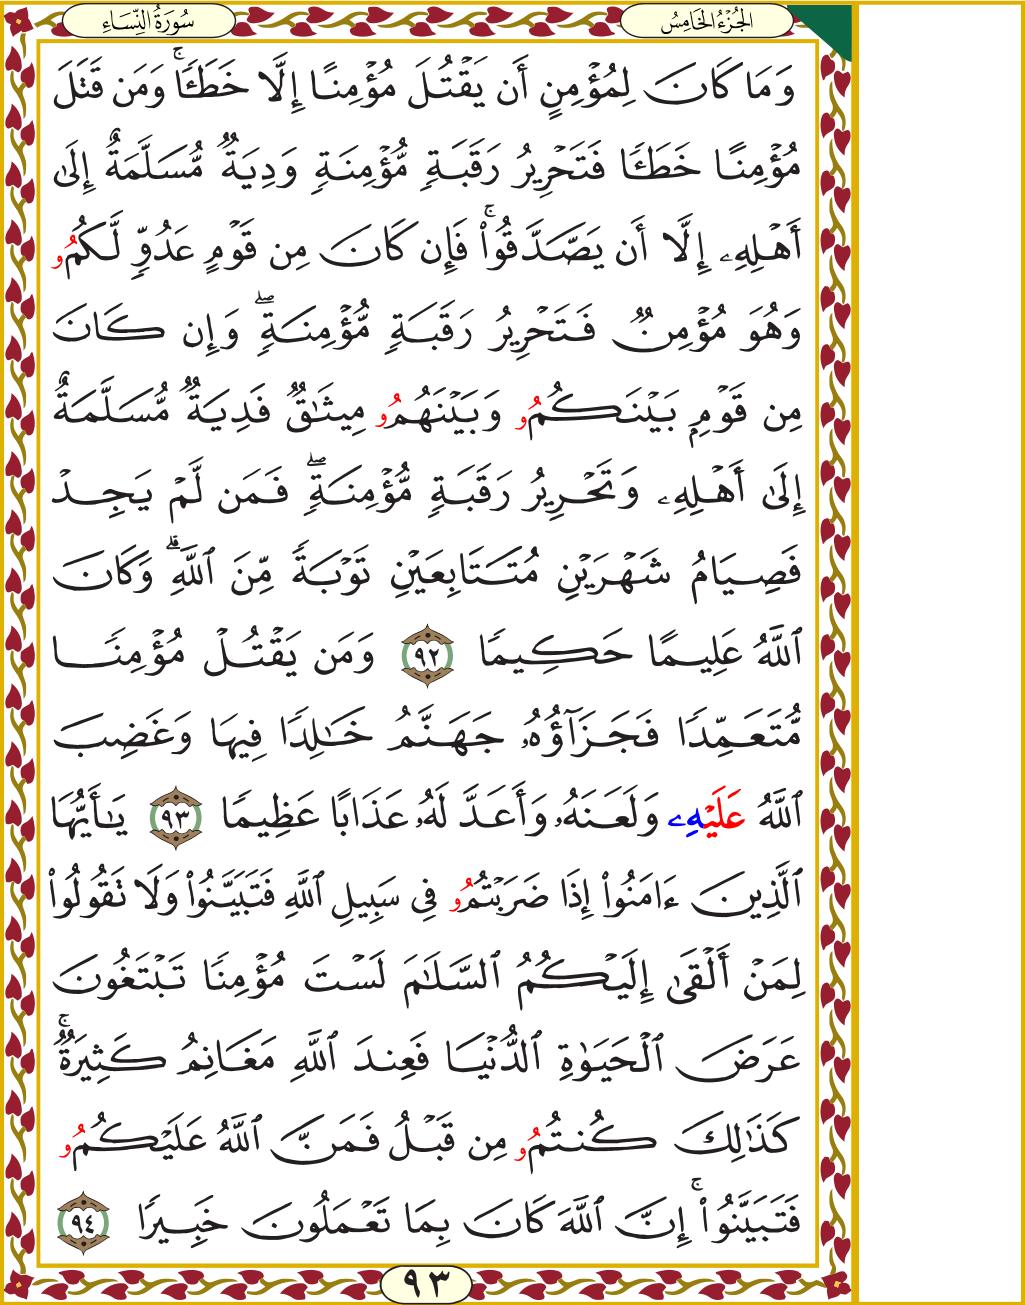 الجُزْءُ الخَامِسُ
سُورَةُ النِّسَاءِ
وَمَا كَانَ لِمُؤْمِنٍ أَن يَقْتُلَ مُؤْمِنًا إِلَّا خَطَـًٔاۚ وَمَن قَتَلَ
مُؤْمِنًا خَطَـًٔا فَتَحْرِيرُ رَقَبَةٍ مُّؤْمِنَةٍ وَدِيَةٌ مُّسَلَّمَةٌ إِلَىٰ
أَهْلِهِۦ إِلَّا أَن يَصَّدَّقُوا۟ۚ فَإِن كَانَ مِن قَوْمٍ عَدُوٍّ لَّكُمُو
وَهُوَ مُؤْمِنٌ فَتَحْرِيرُ رَقَبَةٍ مُّؤْمِنَةٍۖ وَإِن كَانَ
مِن قَوْمٍۭ بَيْنَكُمُو وَبَيْنَهُمُو مِيثَـٰقٌ فَدِيَةٌ مُّسَلَّمَةٌ
إِلَىٰ أَهْلِهِۦ وَتَحْرِيرُ رَقَبَةٍ مُّؤْمِنَةٍۖ فَمَن لَّمْ يَجِدْ
فَصِيَامُ شَهْرَيْنِ مُتَتَابِعَيْنِ تَوْبَةً مِّنَ ٱللَّهِۗ وَكَانَ
ٱللَّهُ عَلِيمًا حَكِيمًا ٩٢ وَمَن يَقْتُلْ مُؤْمِنًا
مُّتَعَمِّدًا فَجَزَآؤُهُۥ جَهَنَّمُ خَـٰلِدًا فِيهَا وَغَضِبَ
ٱللَّهُ عَلَيْهِۦ وَلَعَنَهُۥ وَأَعَدَّ لَهُۥ عَذَابًا عَظِيمًا ٩٣ يَـٰأَيُّهَا
ٱلَّذِينَ ءَامَنُوا۟ إِذَا ضَرَبْتُمُو فِي سَبِيلِ ٱللَّهِ فَتَبَيَّنُوا۟ وَلَا تَقُولُوا۟
لِمَنْ أَلْقَىٰ إِلَيْكُمُ ٱلسَّلَـٰمَ لَسْتَ مُؤْمِنًا تَبْتَغُونَ
عَرَضَ ٱلْحَيَوٰةِ ٱلدُّنْيَا فَعِندَ ٱللَّهِ مَغَانِمُ كَثِيرَةٌۚ
كَذَٰلِكَ كُنتُمُو مِن قَبْلُ فَمَنَّ ٱللَّهُ عَلَيْكُمُو
فَتَبَيَّنُوا۟ۚ إِنَّ ٱللَّهَ كَانَ بِمَا تَعْمَلُونَ خَبِيرًا ٩٤
٩٣